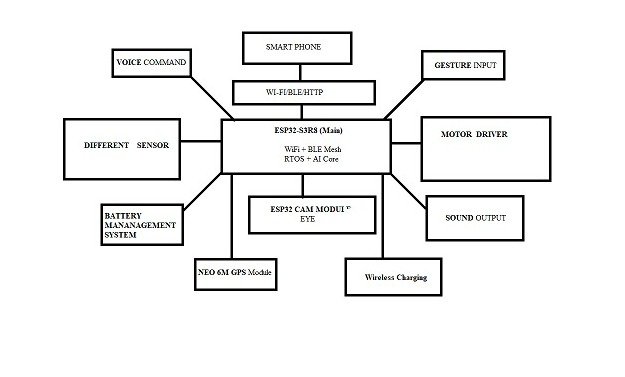 SMART PHONE
VOICE COMMAND
GESTURE INPUT
WI-FI/BLE/HTTP
ESP32-S3R8 (Main)
WiFi + BLE Mesh
RTOS + AI Core
DIFFERENT SENSOR
MOTOR DRIVER
ESP32 CAM
EYE
BATTERY
MANANAGEMENT
SYSTEM
SOUND OUTPUT
NEO 6M GPS Module
Wireless Charging